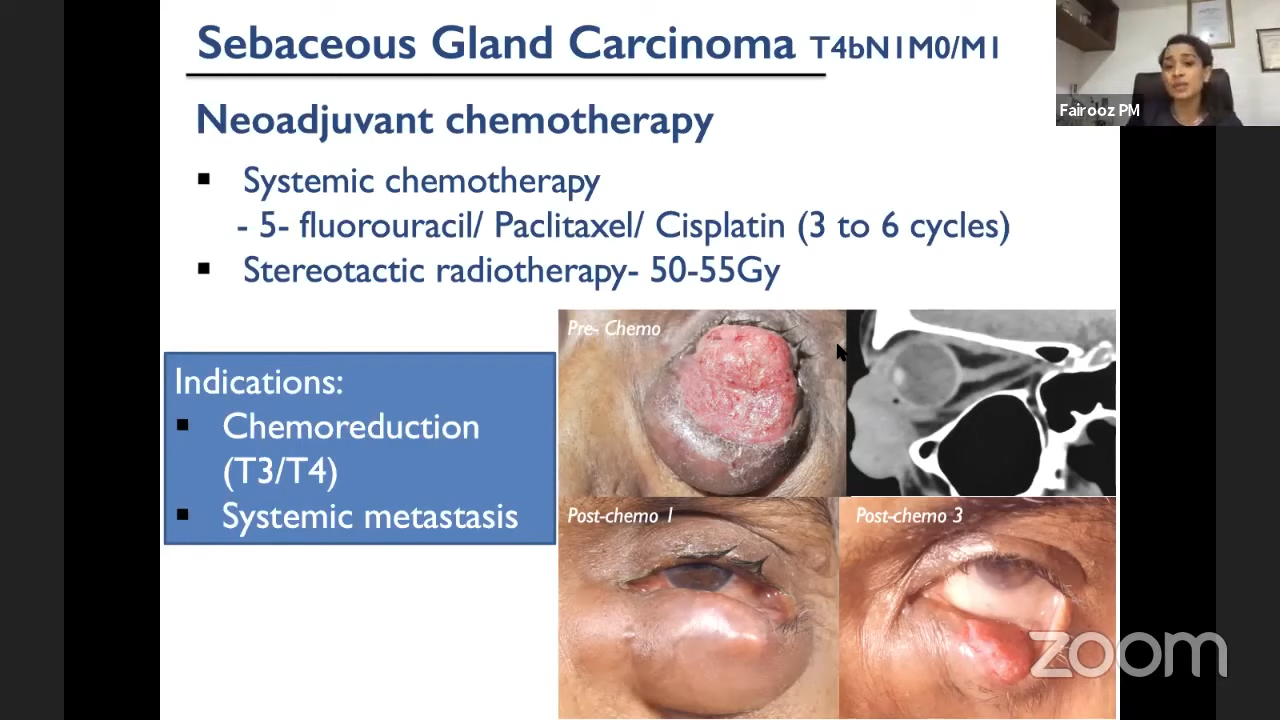 Sebaceous Gland Carcinoma T4bN1M0/M1
Neoadjuvant chemotherapy
▪ Systemic chemotherapy
- 5- fluorouracil/ Paclitaxel/ Cisplatin (3 to 6 cycles)
▪ Stereotactic radiotherapy- 50-55Gy
Indications:
▪ Chemoreduction
(T3/T4)
▪ Systemic metastasis
Pre- Chemo
Post-chemo 1
Post-chemo 3
Fairooz PM
zoom